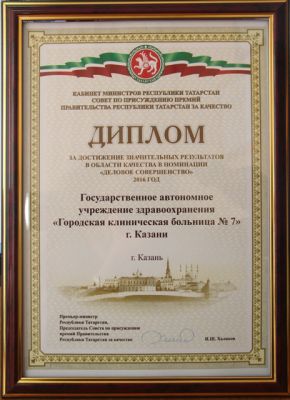 КАБИНЕТ МИНИСТРОВ РЕСПУБЛИКИ ТАТАРСТАН
СОВЕТ ПО ПРИСУЖДЕНИЮ ПРЕМИЙ
ПРАВИТЕЛЬСТВА РЕСПУБЛИКИ ТАТАРСТАН ЗА КАЧЕСТВО
ДИПЛОМ
ЗА ДОСТИЖЕНИЕ ЗНАЧИТЕЛЬНЫХ РЕЗУЛЬТАТОВ
В ОБЛАСТИ КАЧЕСТВА В НОМИНАЦИИ
«ДЕЛОВОЕ СОВЕРШЕНСТВО»
2016 ГОД
Государственное автономное
учреждение здравоохранения
«Городская клиническая больница № 7»
г. Казани
г. Казань
Премьер-министр
Республики Татарстан,
Председатель Совета по присуждению
премий Правительства
Республики Татарстан за качество
И.Ш. Халиков